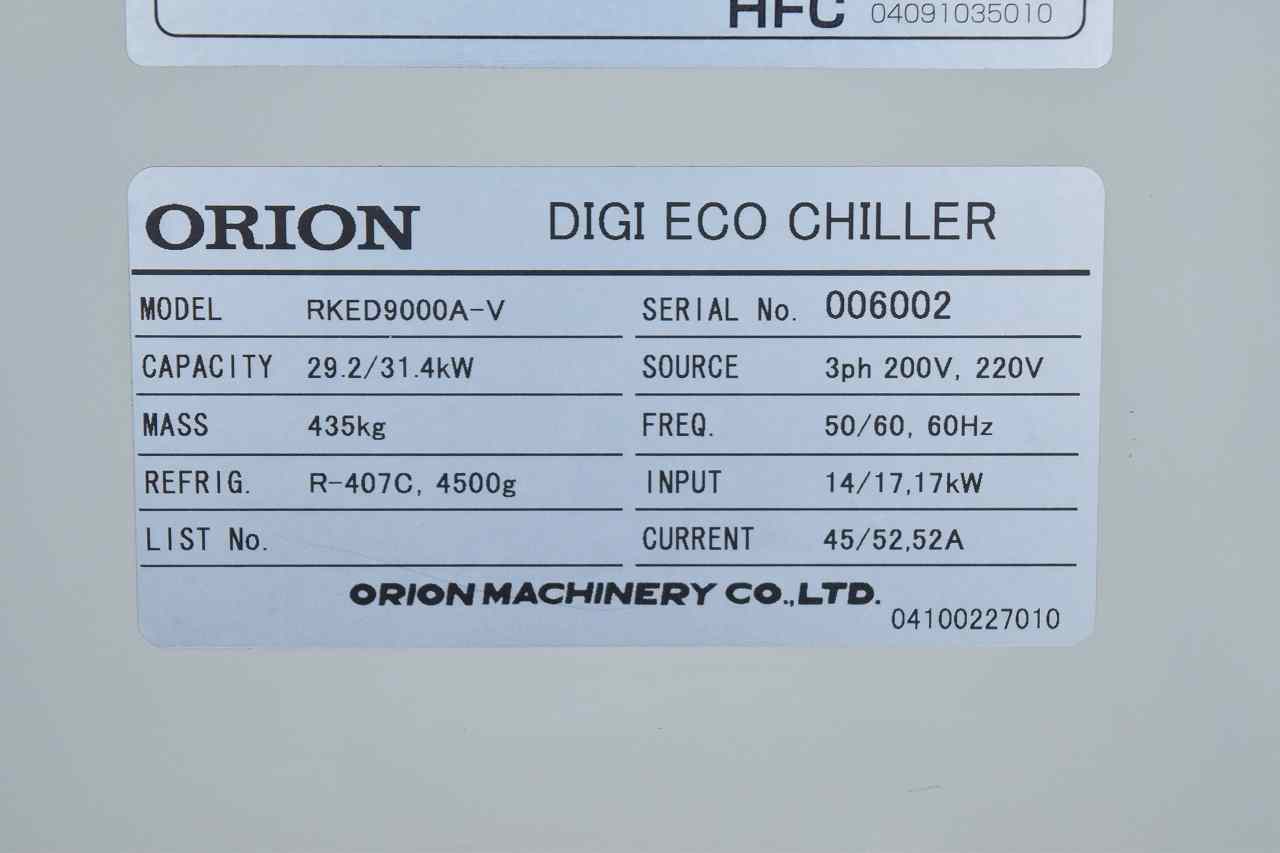 HFC 04091035010
ORION DIGI ECO CHILLER
MODEL RKED9000A-V SERIAL No. 006002
CAPACITY 29.2/31.4kW SOURCE 3ph 200V, 220V
MASS 435kg FREQ. 50/60, 60Hz
REFRIG. R-407C, 4500g INPUT 14/17,17kW
LIST No. CURRENT 45/52,52A
ORION MACHINERY CO.,LTD.
04100227010